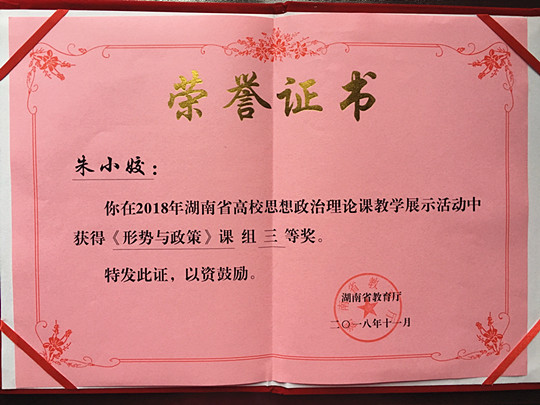 荣誉证书
朱小姣:
你在2018年湖南省高校思想政治理论课教学展示活动中
获得《形势与政策》课 组 三 等奖。
特发此证，以资鼓励。
湖南省教育厅
二〇一八年十一月